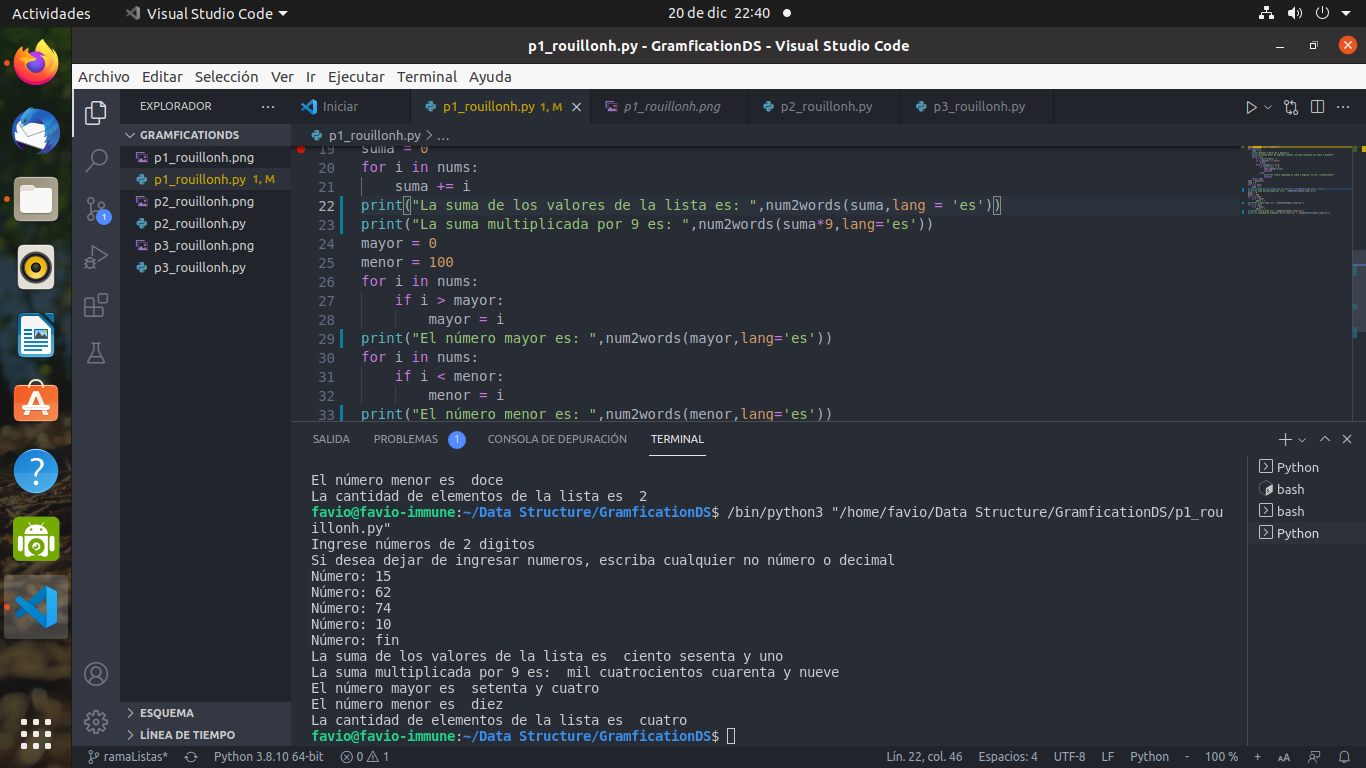 Actividades Visual Studio Code 20 de dic 22:40
p1_rouillonh.py - GramficationDS - Visual Studio Code
Archivo Editar Selección Ver Ir Ejecutar Terminal Ayuda
EXPLORADOR ···
Iniciar p1_rouillonh.py 1, M p1_rouillonh.png p2_rouillonh.py p3_rouillonh.py
GRAMFICATIONDS
p1_rouillonh.png
p1_rouillonh.py 1, M
p2_rouillonh.png
p2_rouillonh.py
p3_rouillonh.png
p3_rouillonh.py
1
ESQUEMA
LÍNEA DE TIEMPO
p1_rouillonh.py > ...
19 suma = 0
20 for i in nums:
21 suma += i
22 print("La suma de los valores de la lista es: ",num2words(suma,lang = 'es'))
23 print("La suma multiplicada por 9 es: ",num2words(suma*9,lang='es'))
24 mayor = 0
25 menor = 100
26 for i in nums:
27 if i > mayor:
28 mayor = i
29 print("El número mayor es: ",num2words(mayor,lang='es'))
30 for i in nums:
31 if i < menor:
32 menor = i
33 print("El número menor es: ",num2words(menor,lang='es'))
SALIDA PROBLEMAS 1 CONSOLA DE DEPURACIÓN TERMINAL
El número menor es  doce
La cantidad de elementos de la lista es  2
favio@favio-immune:~/Data Structure/GramficationDS$ /bin/python3 "/home/favio/Data Structure/GramficationDS/p1_rou
illonh.py"
Ingrese números de 2 digitos
Si desea dejar de ingresar numeros, escriba cualquier no número o decimal
Número: 15
Número: 62
Número: 74
Número: 10
Número: fin
La suma de los valores de la lista es  ciento sesenta y uno
La suma multiplicada por 9 es:  mil cuatrocientos cuarenta y nueve
El número mayor es  setenta y cuatro
El número menor es  diez
La cantidad de elementos de la lista es  cuatro
favio@favio-immune:~/Data Structure/GramficationDS$
Python
bash
bash
Python
ramaListas* Python 3.8.10 64-bit 0 1 Lín. 22, col. 46 Espacios: 4 UTF-8 LF Python - 100 % + AA